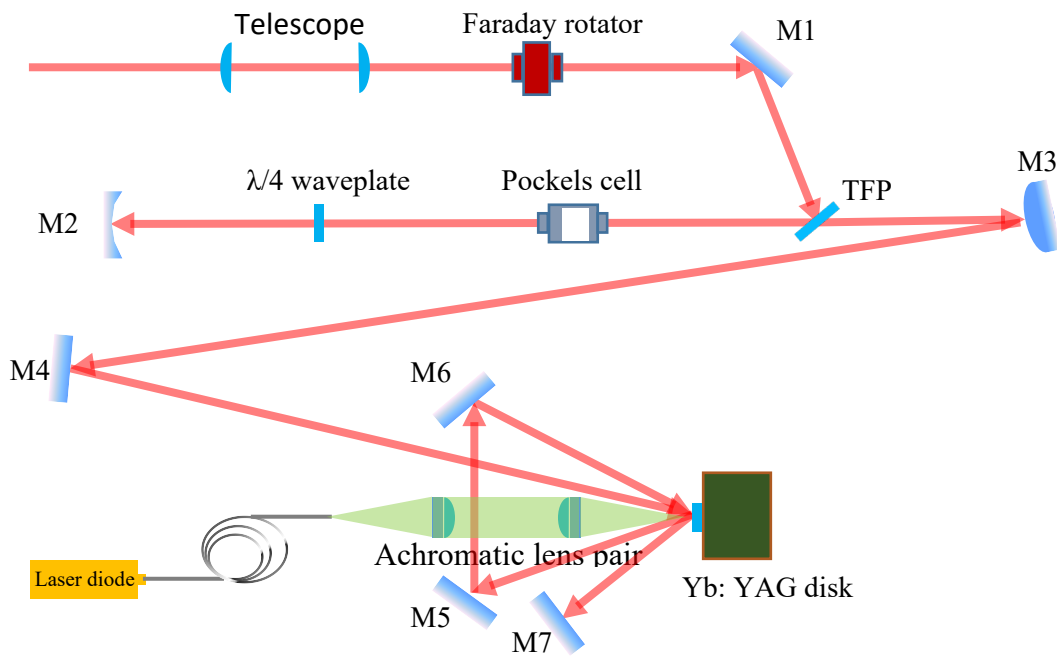 Telescope
Faraday rotator
M1
M3
λ/4 waveplate
Pockels cell
TFP
M2
M4
M6
Achromatic lens pair
Laser diode
M5
M7
Yb: YAG disk